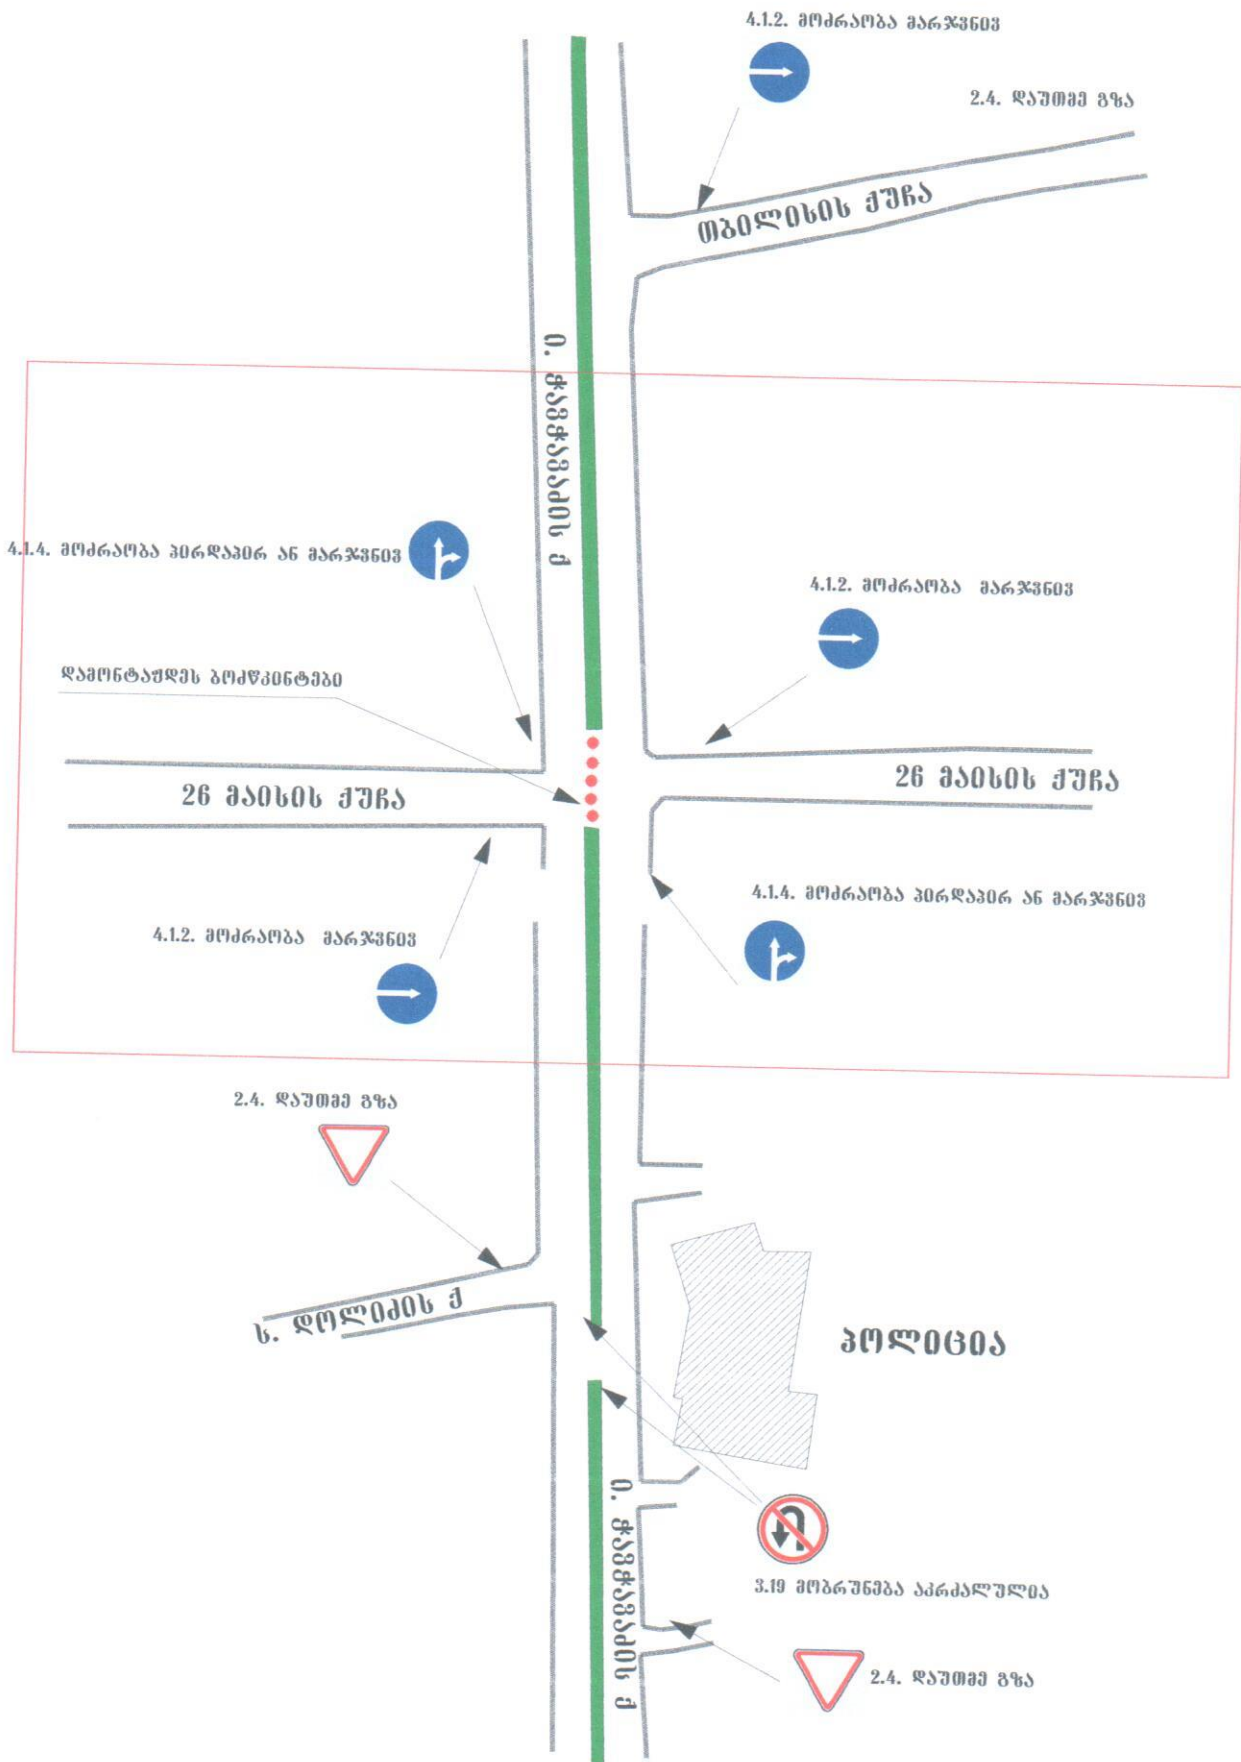 4.1.2. მოძრაობა მარჯვნივ
2.4. დაუთმე გზა
თბილისის ქუჩა
ი. ჭავჭავაძის ქ
4.1.4. მოძრაობა პირდაპირ ან მარჯვნივ
4.1.2. მოძრაობა მარჯვნივ
დამონტაჟდეს ბოძკინტები
26 მაისის ქუჩა
26 მაისის ქუჩა
4.1.4. მოძრაობა პირდაპირ ან მარჯვნივ
4.1.2. მოძრაობა მარჯვნივ
2.4. დაუთმე გზა
ს. დოლიძის ქ
პოლიცია
ი. ჭავჭავაძის ქ
3.19 მობრუნება აკრძალულია
2.4. დაუთმე გზა